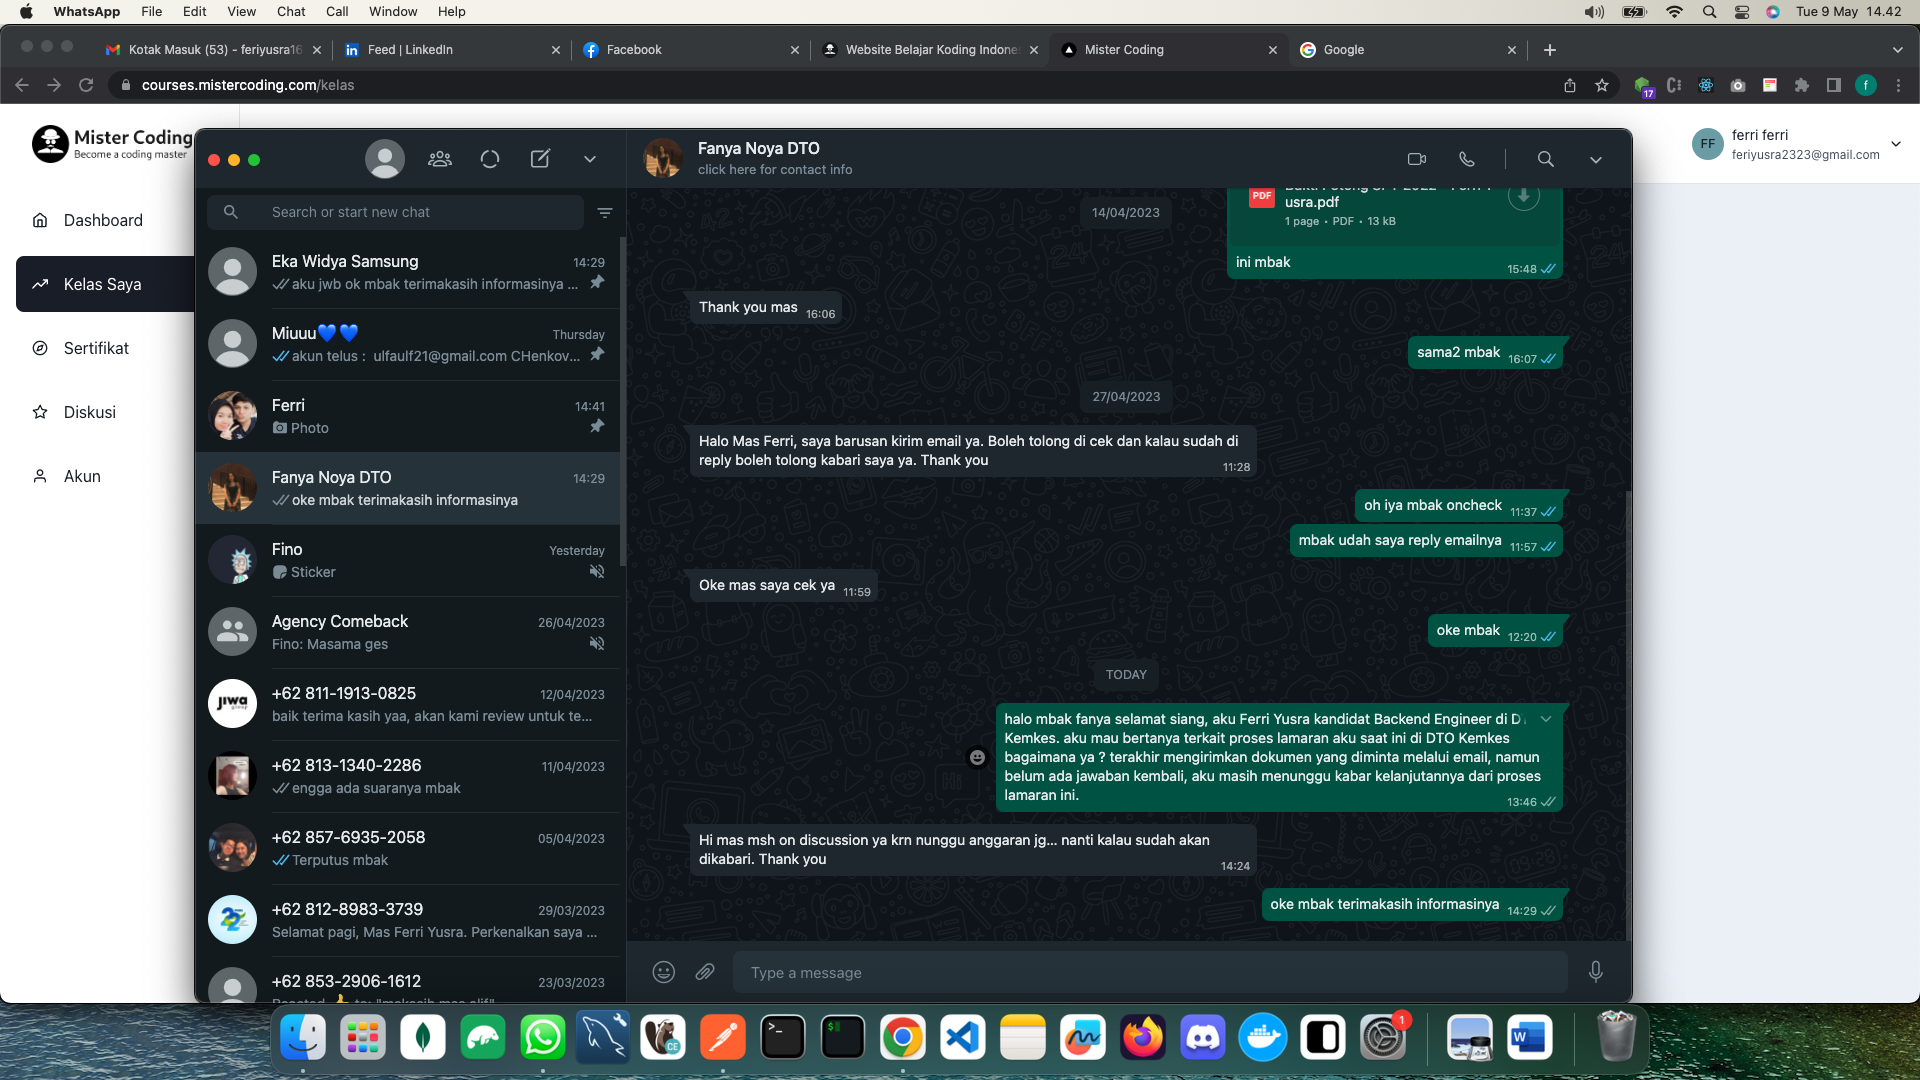 WhatsApp File Edit View Chat Call Window Help
Tue 9 May 14.42
Kotak Masuk (53) - feriyusra16
Feed | LinkedIn
Facebook
Website Belajar Koding Indone
Mister Coding
Google
courses.mistercoding.com/kelas
17
f
Mister Coding
Become a coding master
Dashboard
Kelas Saya
Sertifikat
Diskusi
Akun
FF
ferri ferri
feriyusra2323@gmail.com
Search or start new chat
Eka Widya Samsung
14:29
aku jwb ok mbak terimakasih informasinya ...
Miuuu💙💙
Thursday
akun telus : ulfaulf21@gmail.com CHenkov...
Ferri
14:41
Photo
Fanya Noya DTO
14:29
oke mbak terimakasih informasinya
Fino
Yesterday
Sticker
Agency Comeback
26/04/2023
Fino: Masama ges
jiwa
group
+62 811-1913-0825
12/04/2023
baik terima kasih yaa, akan kami review untuk te...
+62 813-1340-2286
11/04/2023
engga ada suaranya mbak
+62 857-6935-2058
05/04/2023
Terputus mbak
+62 812-8983-3739
29/03/2023
Selamat pagi, Mas Ferri Yusra. Perkenalkan saya ...
+62 853-2906-1612
23/03/2023
Fanya Noya DTO
click here for contact info
14/04/2023
PDF
usra.pdf
1 page • PDF • 13 kB
ini mbak
15:48
Thank you mas 16:06
sama2 mbak 16:07
27/04/2023
Halo Mas Ferri, saya barusan kirim email ya. Boleh tolong di cek dan kalau sudah di
reply boleh tolong kabari saya ya. Thank you
11:28
oh iya mbak oncheck 11:37
mbak udah saya reply emailnya 11:57
Oke mas saya cek ya 11:59
oke mbak 12:20
TODAY
halo mbak fanya selamat siang, aku Ferri Yusra kandidat Backend Engineer di D
Kemkes. aku mau bertanya terkait proses lamaran aku saat ini di DTO Kemkes
bagaimana ya ? terakhir mengirimkan dokumen yang diminta melalui email, namun
belum ada jawaban kembali, aku masih menunggu kabar kelanjutannya dari proses
lamaran ini.
13:46
Hi mas msh on discussion ya krn nunggu anggaran jg... nanti kalau sudah akan
dikabari. Thank you
14:24
oke mbak terimakasih informasinya 14:29
Type a message
CE
>_
$
1
W